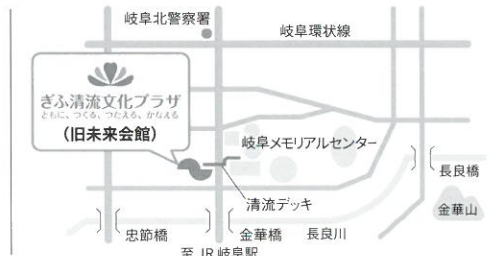 岐阜北警察署
岐阜環状線
ぎふ清流文化プラザ
ともに、つくる、つたえる、かなえる
(旧未来会館)
岐阜メモリアルセンター
長良橋
清流デッキ
金華山
忠節橋
金華橋
長良川
至 JR 岐阜駅